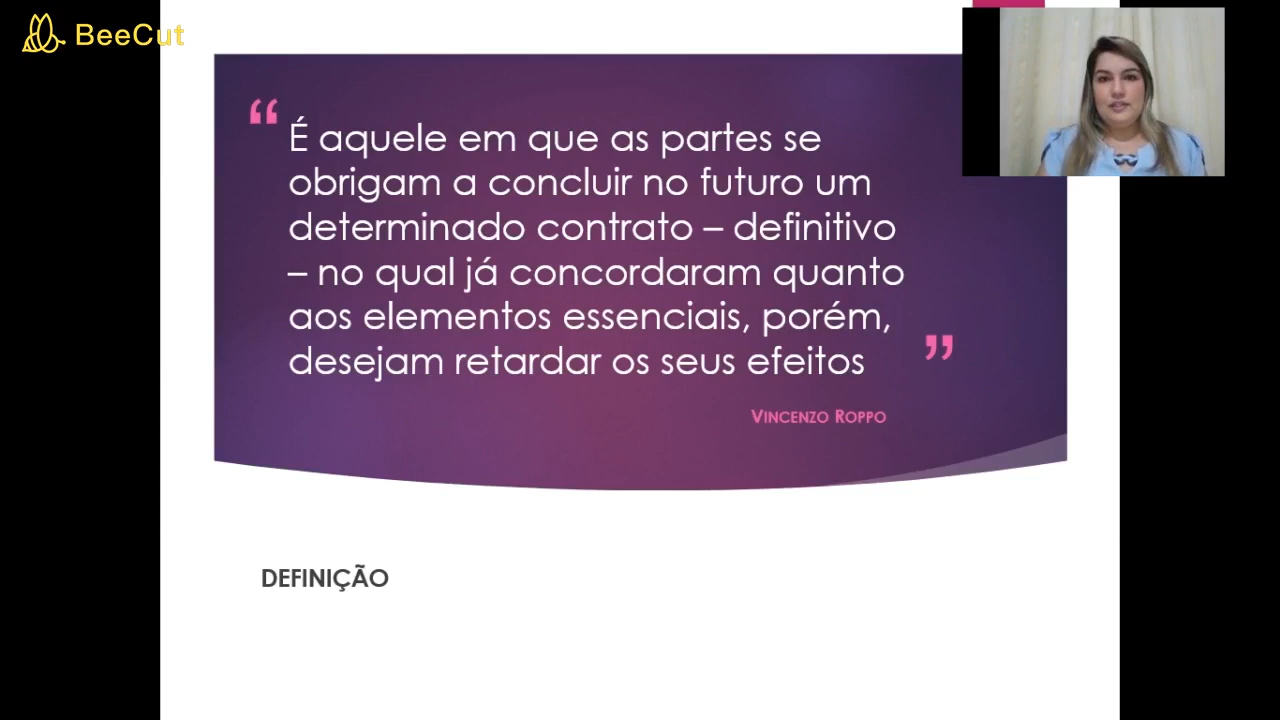 BeeCut
“ É aquele em que as partes se
obrigam a concluir no futuro um
determinado contrato – definitivo
– no qual já concordaram quanto
aos elementos essenciais, porém,
desejam retardar os seus efeitos ”
Vincenzo Roppo
DEFINIÇÃO